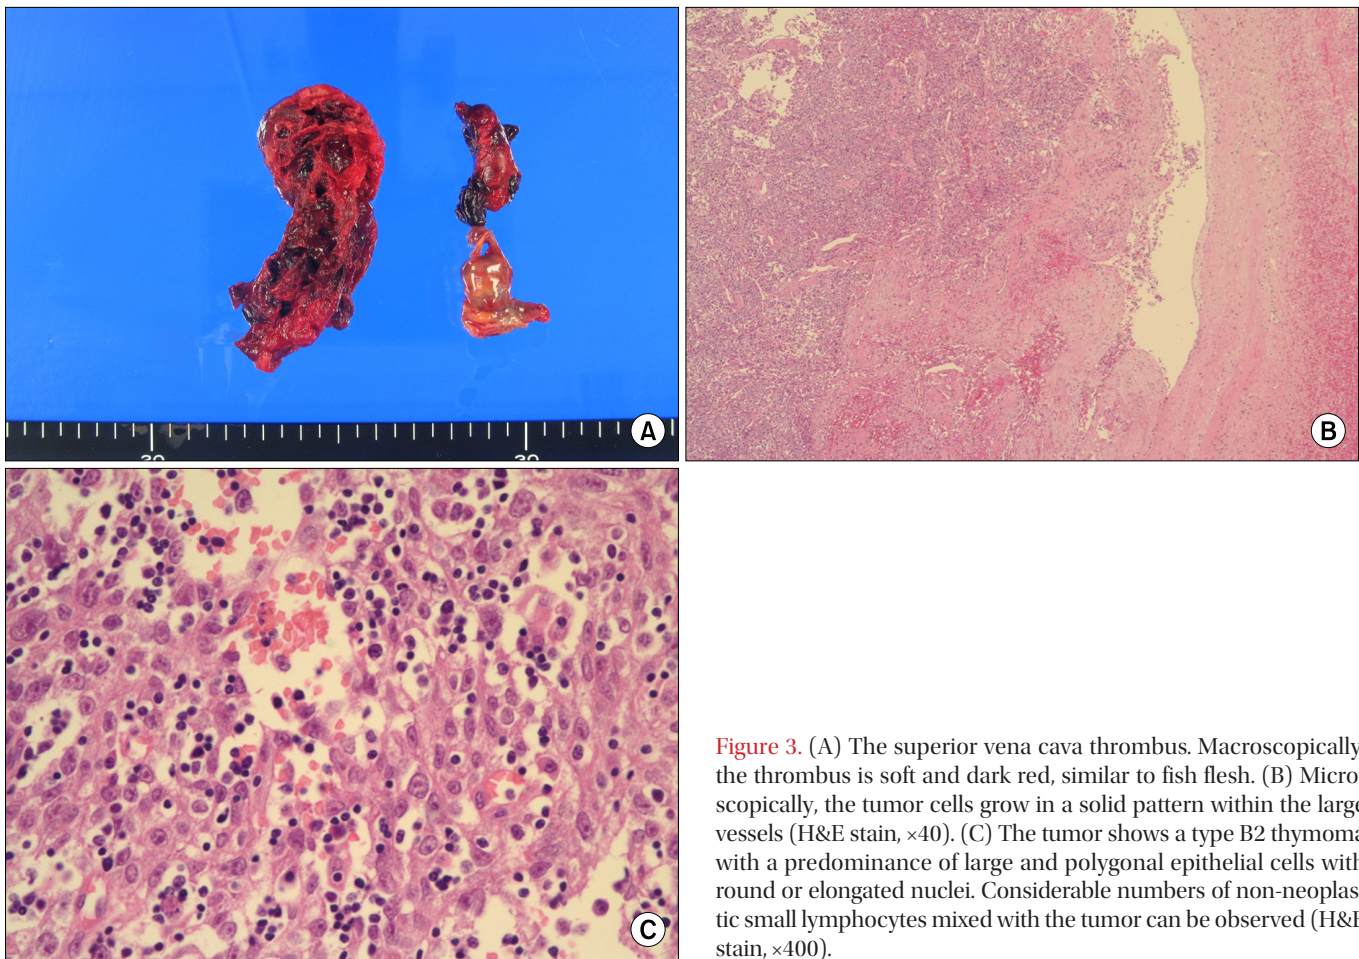 A
B
20
20
C
Figure 3. (A) The superior vena cava thrombus. Macroscopically
the thrombus is soft and dark red, similar to fish flesh. (B) Micro
scopically, the tumor cells grow in a solid pattern within the large
vessels (H&E stain, ×40). (C) The tumor shows a type B2 thymoma
with a predominance of large and polygonal epithelial cells with
round or elongated nuclei. Considerable numbers of non-neoplas
tic small lymphocytes mixed with the tumor can be observed (H&E
stain, ×400).